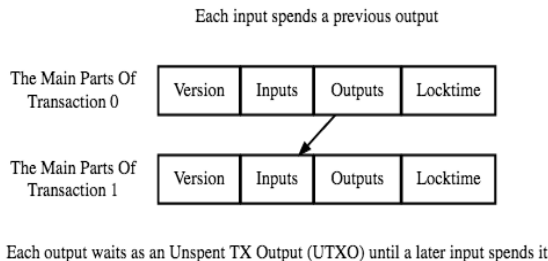 Each input spends a previous output
The Main Parts Of
Transaction 0
Version
Inputs
Outputs
Locktime
The Main Parts Of
Transaction 1
Version
Inputs
Outputs
Locktime
Each output waits as an Unspent TX Output (UTXO) until a later input spends it